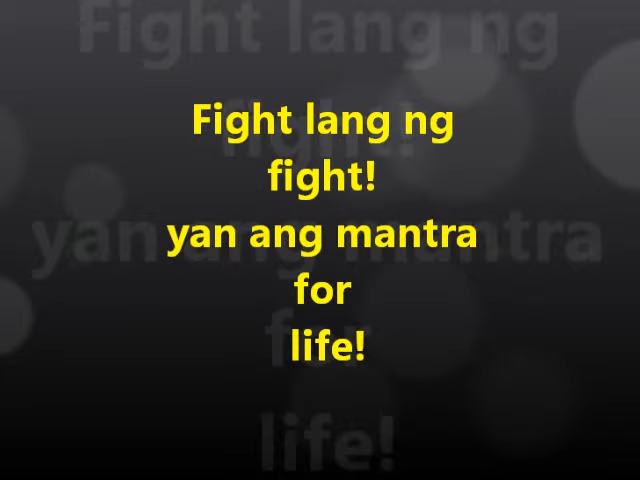 Fight lang ng
fight!
yan ang mantra
for
life!